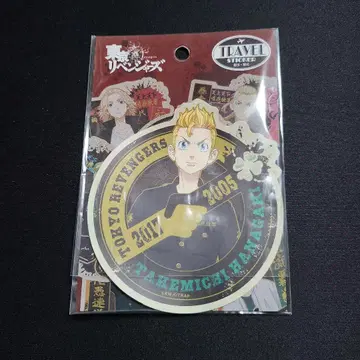 東京
リベンジャーズ
TRAVEL
STICKER
TOKYO REVENGERS
2017
2005
TAKEMICHI HANAGAKI